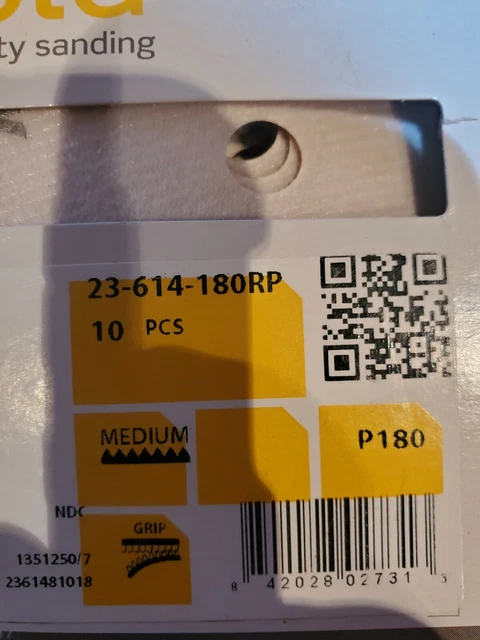 ty sanding
23-614-180RP
10 PCS
MEDIUM
P180
NDC
GRIP
1351250/7
2361481018
8 42028 02731 3